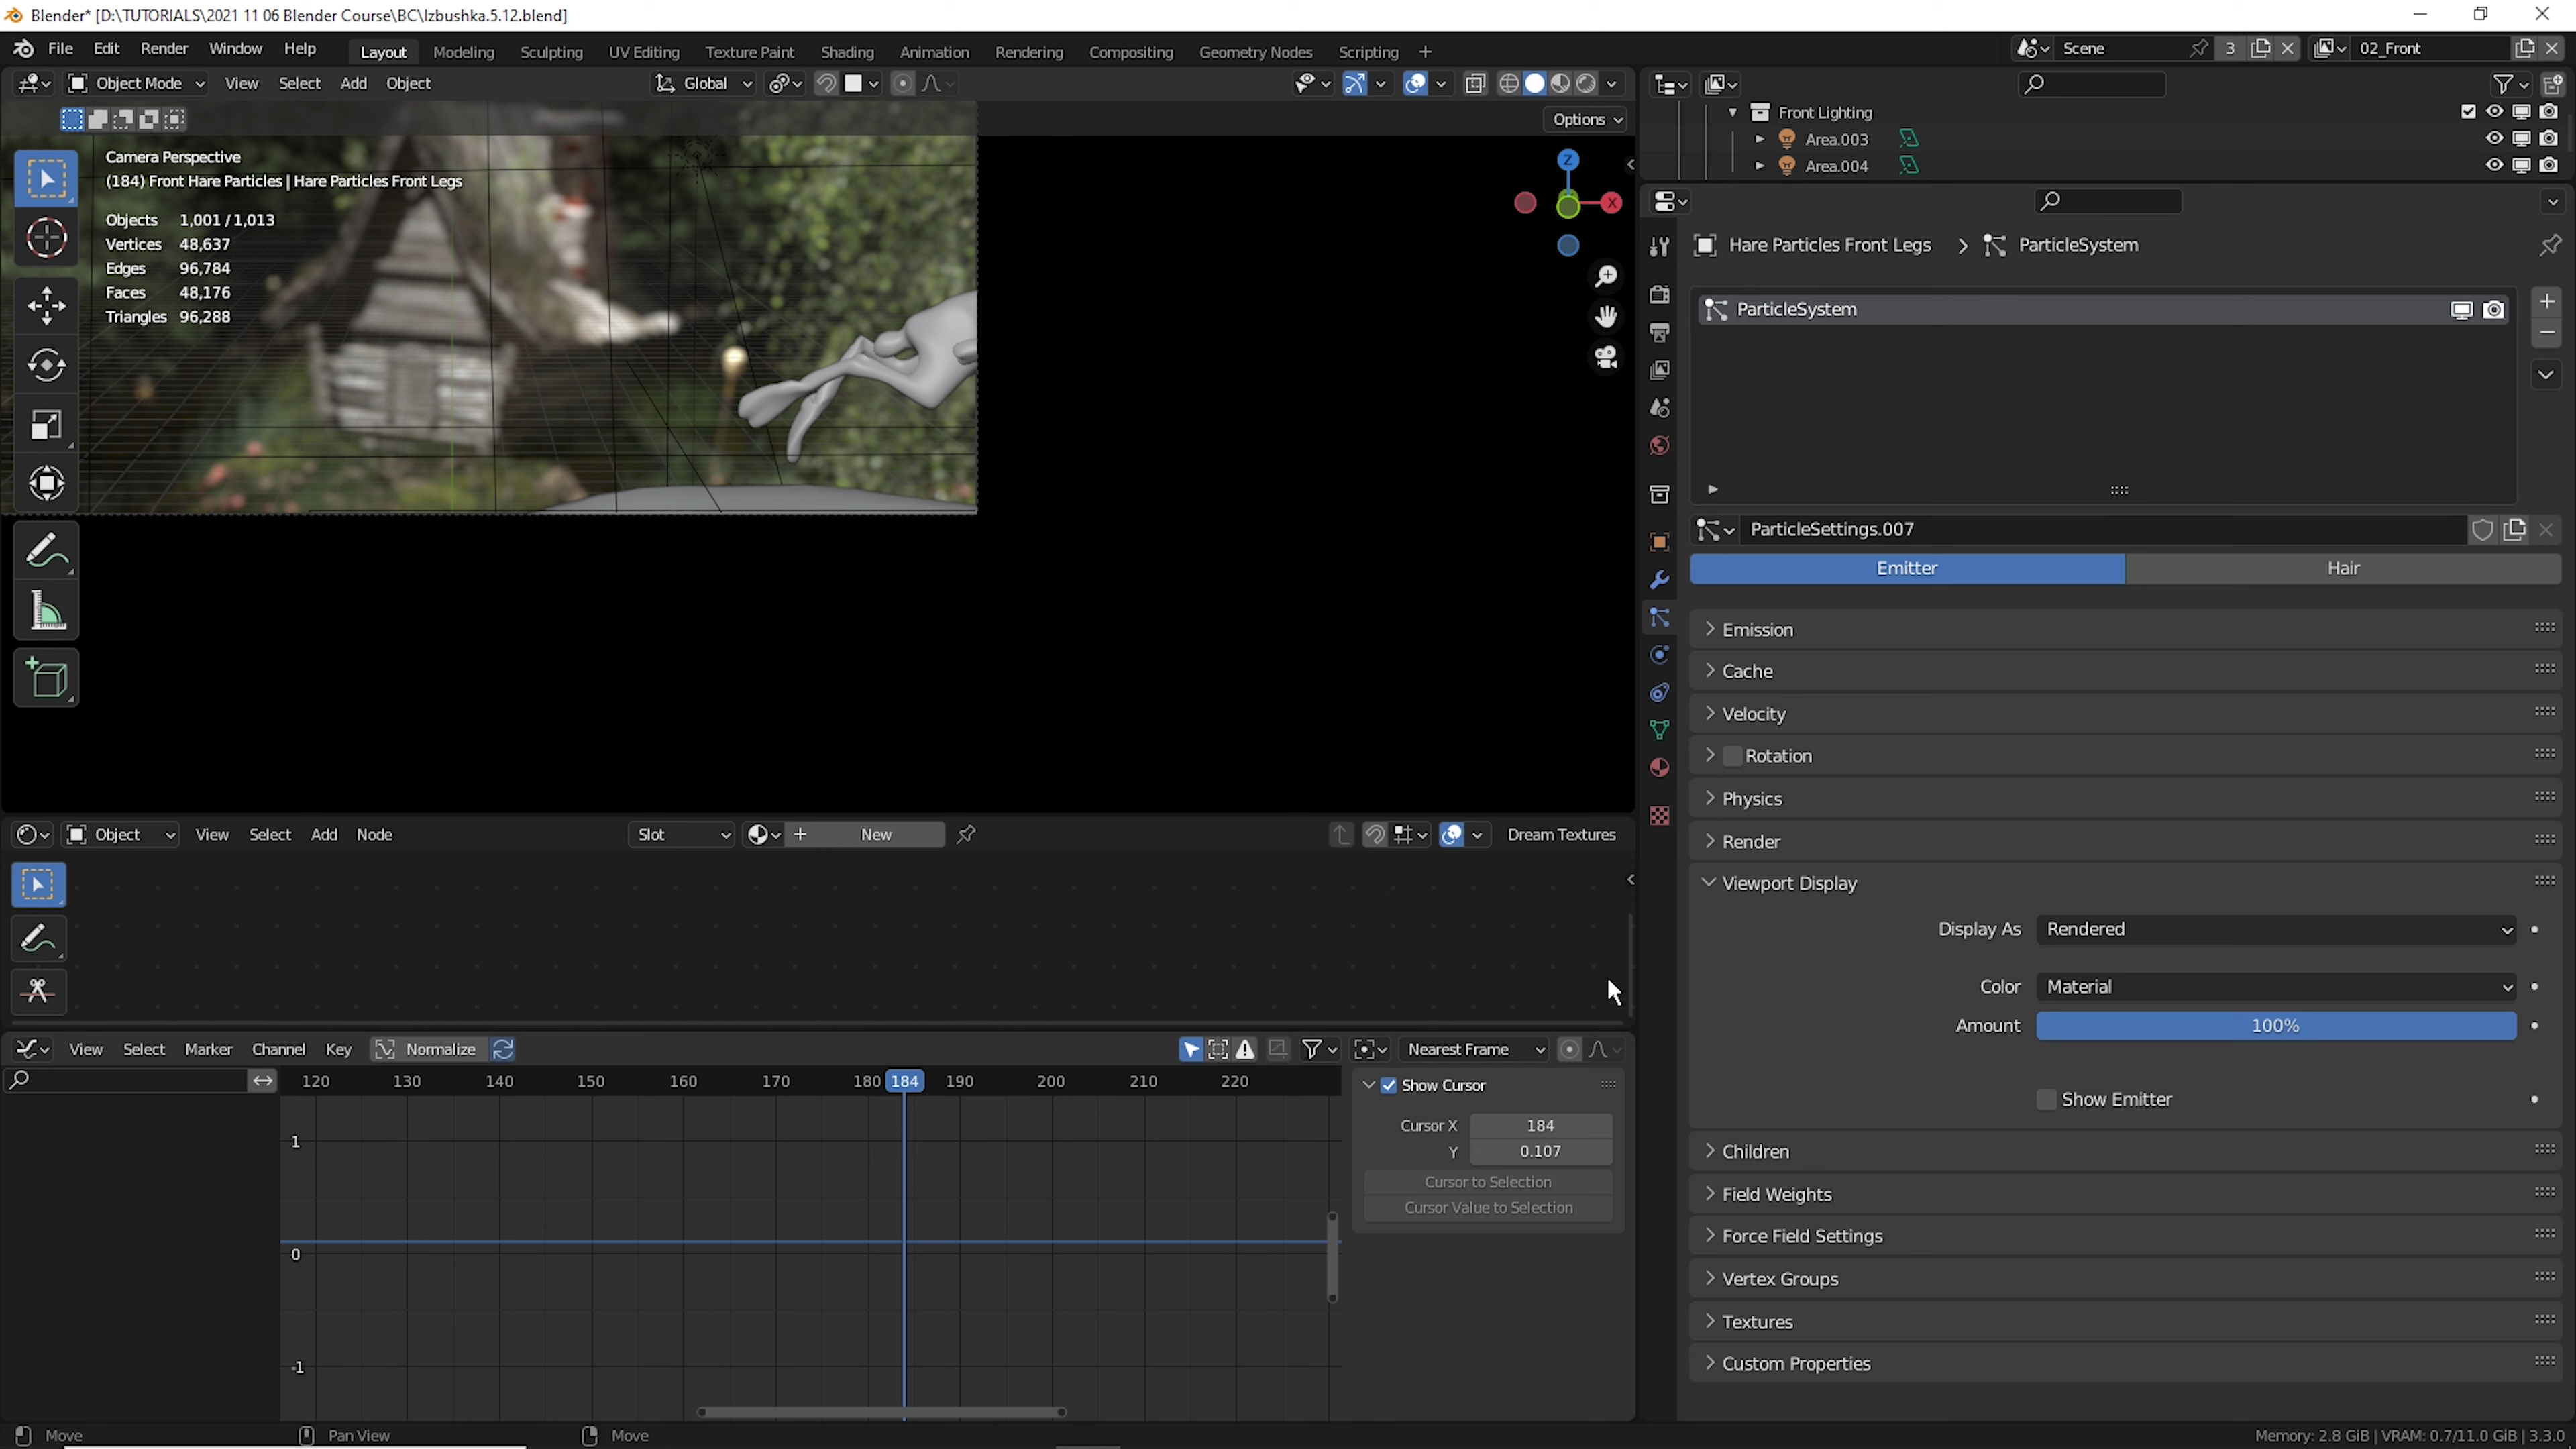 Blender* [D:\TUTORIALS\2021 11 06 Blender Course\BC\Izbushka.5.12.blend]
File Edit Render Window Help Layout Modeling Sculpting UV Editing Texture Paint Shading Animation Rendering Compositing Geometry Nodes Scripting + Scene 3 02_Front
Object Mode View Select Add Object Global
Options
Camera Perspective
(184) Front Hare Particles | Hare Particles Front Legs
Objects 1,001 / 1,013
Vertices 48,637
Edges 96,784
Faces 48,176
Triangles 96,288
Z
X
Front Lighting
Area.003
Area.004
Hare Particles Front Legs > ParticleSystem
ParticleSystem
ParticleSettings.007
Emitter Hair
Emission
Cache
Velocity
Rotation
Physics
Render
Viewport Display
Display As Rendered
Color Material
Amount 100%
Show Emitter
Children
Field Weights
Force Field Settings
Vertex Groups
Textures
Custom Properties
Object View Select Add Node Slot New Dream Textures
View Select Marker Channel Key Normalize Nearest Frame
120 130 140 150 160 170 180 184 190 200 210 220
1
0
-1
Show Cursor
Cursor X 184
Y 0.107
Cursor to Selection
Cursor Value to Selection
Move Pan View Move
Memory: 2.8 GiB | VRAM: 0.7/11.0 GiB | 3.3.0